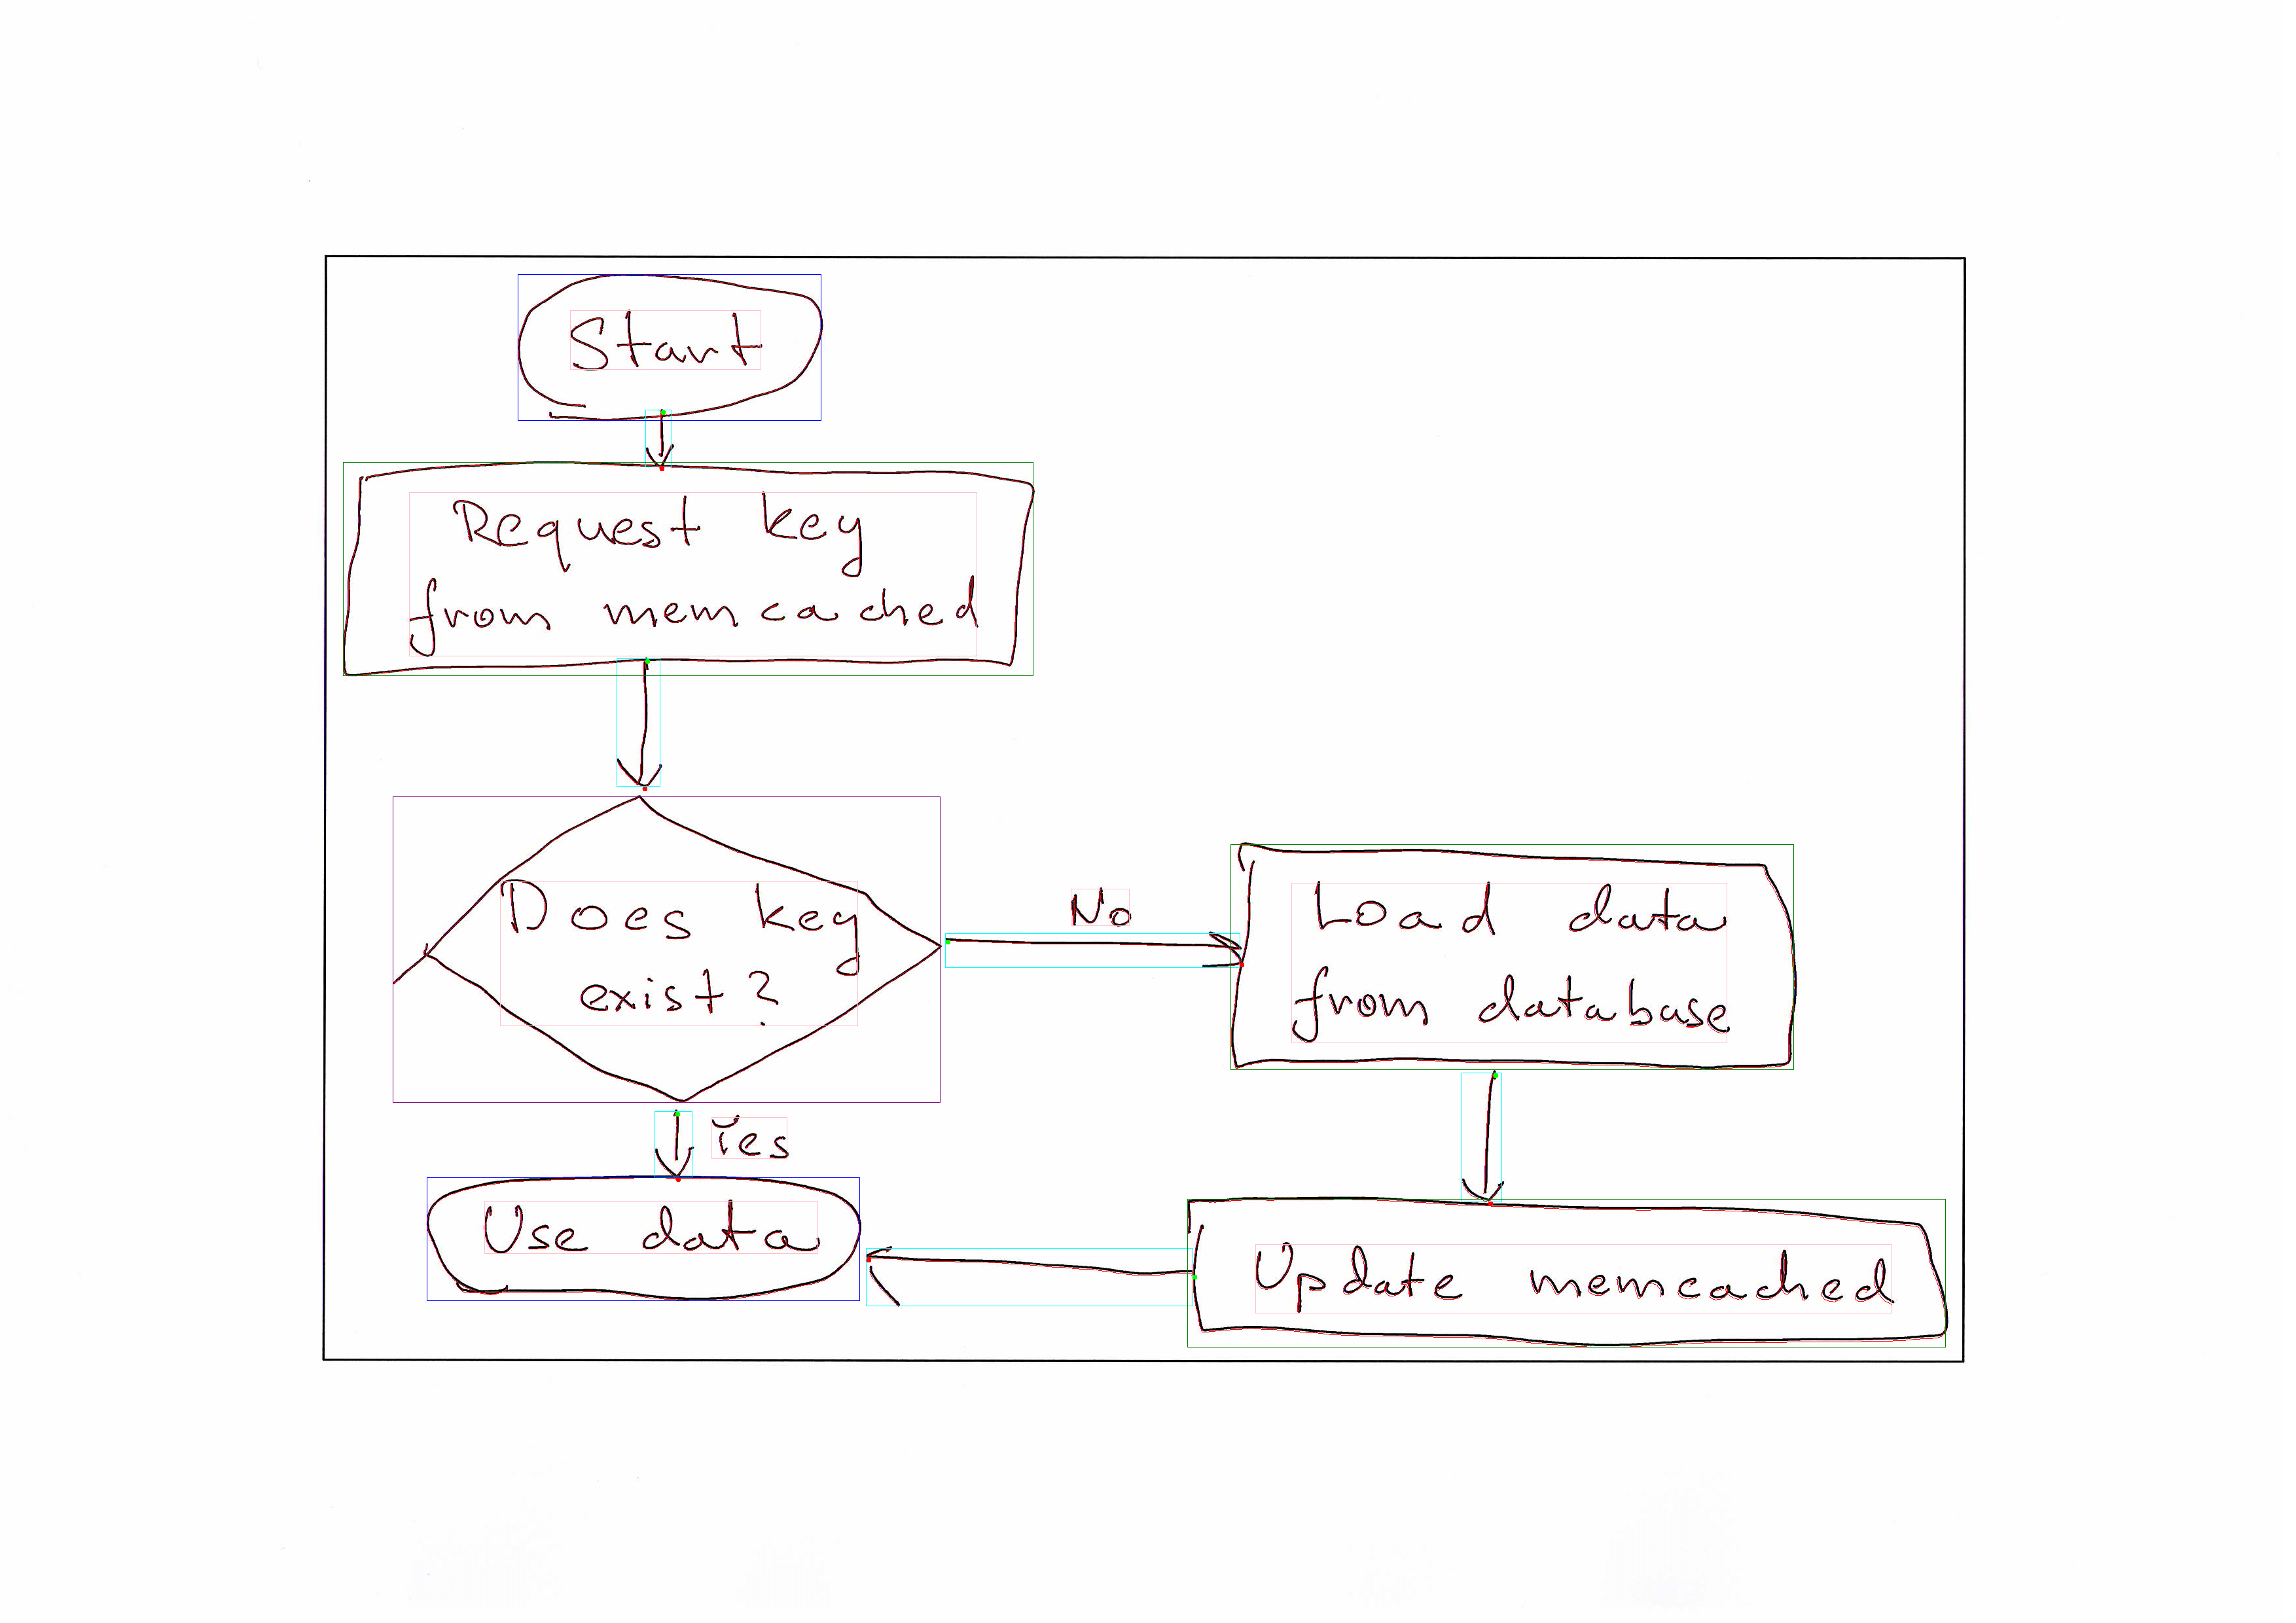 Start
Request key
from memcached
Does key
exist?
No
Load data
from database
Yes
Use data
Update memcached